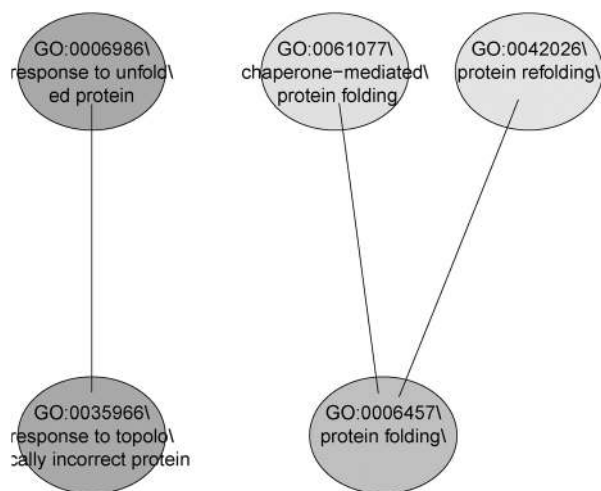 GO:0006986\
response to unfold\
ed protein
GO:0061077\
chaperone−mediated\
protein folding
GO:0042026\
protein refolding\
GO:0035966\
response to topolo\
cally incorrect protein
GO:0006457\
protein folding\